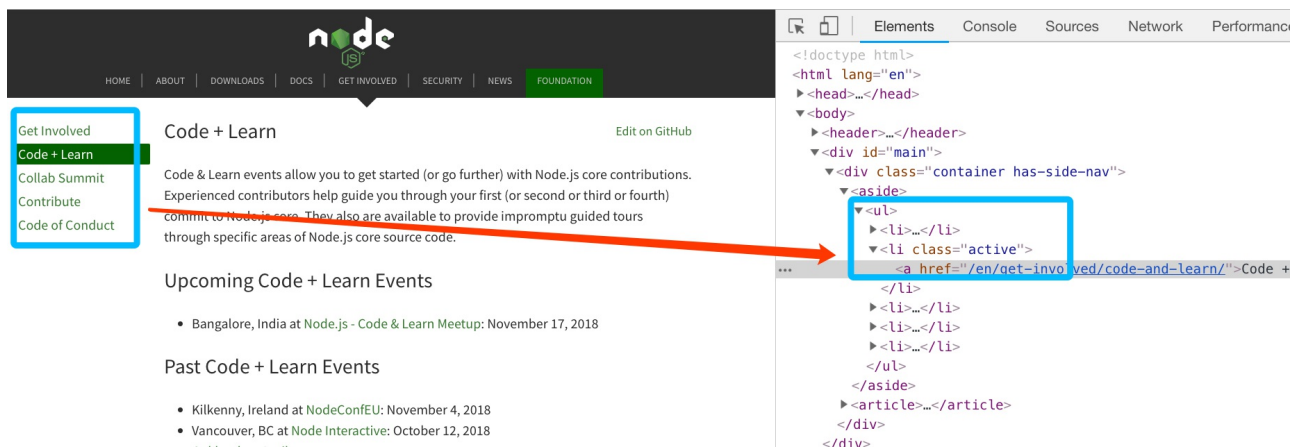 node
JS
HOME | ABOUT | DOWNLOADS | DOCS | GET INVOLVED | SECURITY | NEWS FOUNDATION
Get Involved
Code + Learn
Collab Summit
Contribute
Code of Conduct
Code + Learn
Edit on GitHub
Code & Learn events allow you to get started (or go further) with Node.js core contributions.
Experienced contributors help guide you through your first (or second or third or fourth)
commit to Node.js core. They also are available to provide impromptu guided tours
through specific areas of Node.js core source code.
Upcoming Code + Learn Events
• Bangalore, India at Node.js - Code & Learn Meetup: November 17, 2018
Past Code + Learn Events
• Kilkenny, Ireland at NodeConfEU: November 4, 2018
• Vancouver, BC at Node Interactive: October 12, 2018
Elements Console Sources Network Performance
<!doctype html>
<html lang="en">
▶<head>…</head>
▼<body>
▶<header>…</header>
▼<div id="main">
▼<div class="container has-side-nav">
▼<aside>
▼<ul>
▶<li>…</li>
▼<li class="active">
… <a href="/en/get-involved/code-and-learn/">Code +
</li>
▶<li>…</li>
▶<li>…</li>
▶<li>…</li>
</ul>
</aside>
▶<article>…</article>
</div>
</div>